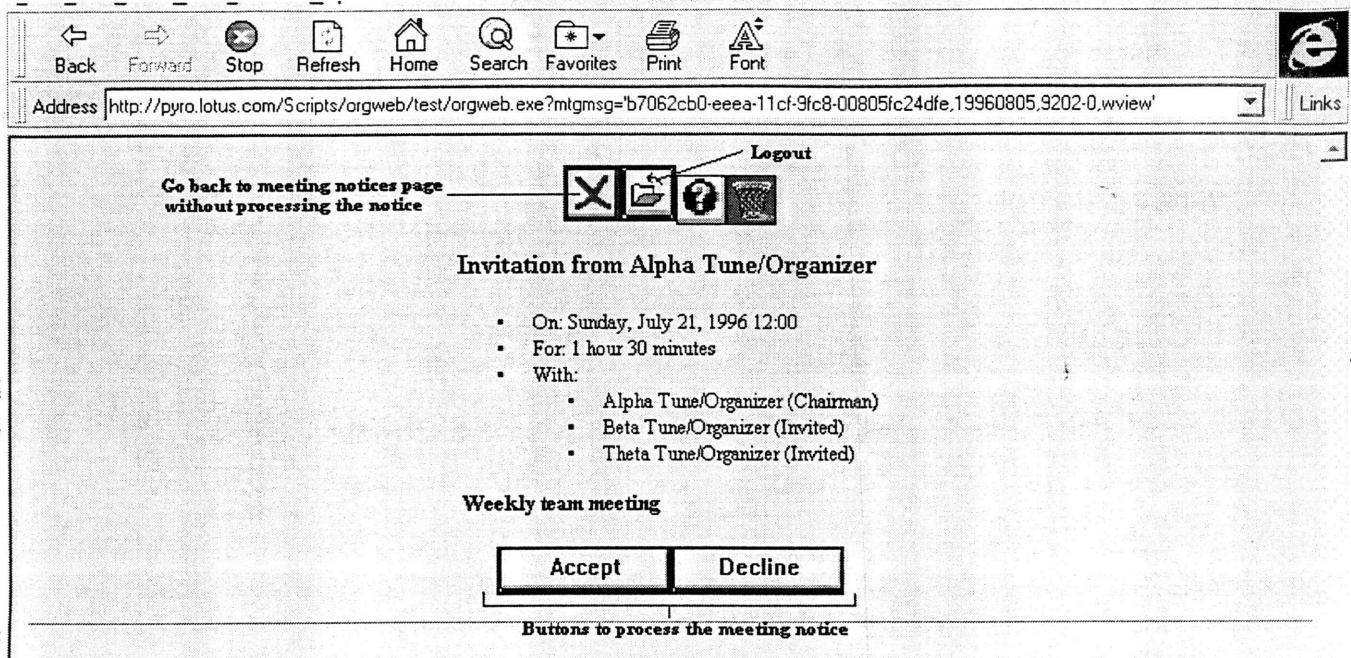 Back Forward Stop Refresh Home Search Favorites Print Font
Address http://pyro.lotus.com/Scripts/orgweb/test/orgweb.exe?mtgmsg='b7062cb0-eeea-11cf-9fc8-00805fc24dfe,19960805,9202-0,wview' Links
Logout
Go back to meeting notices page
without processing the notice
Invitation from Alpha Tune/Organizer
▪ On: Sunday, July 21, 1996 12:00
▪ For: 1 hour 30 minutes
▪ With:
▪ Alpha Tune/Organizer (Chairman)
▪ Beta Tune/Organizer (Invited)
▪ Theta Tune/Organizer (Invited)
Weekly team meeting
Accept Decline
Buttons to process the meeting notice